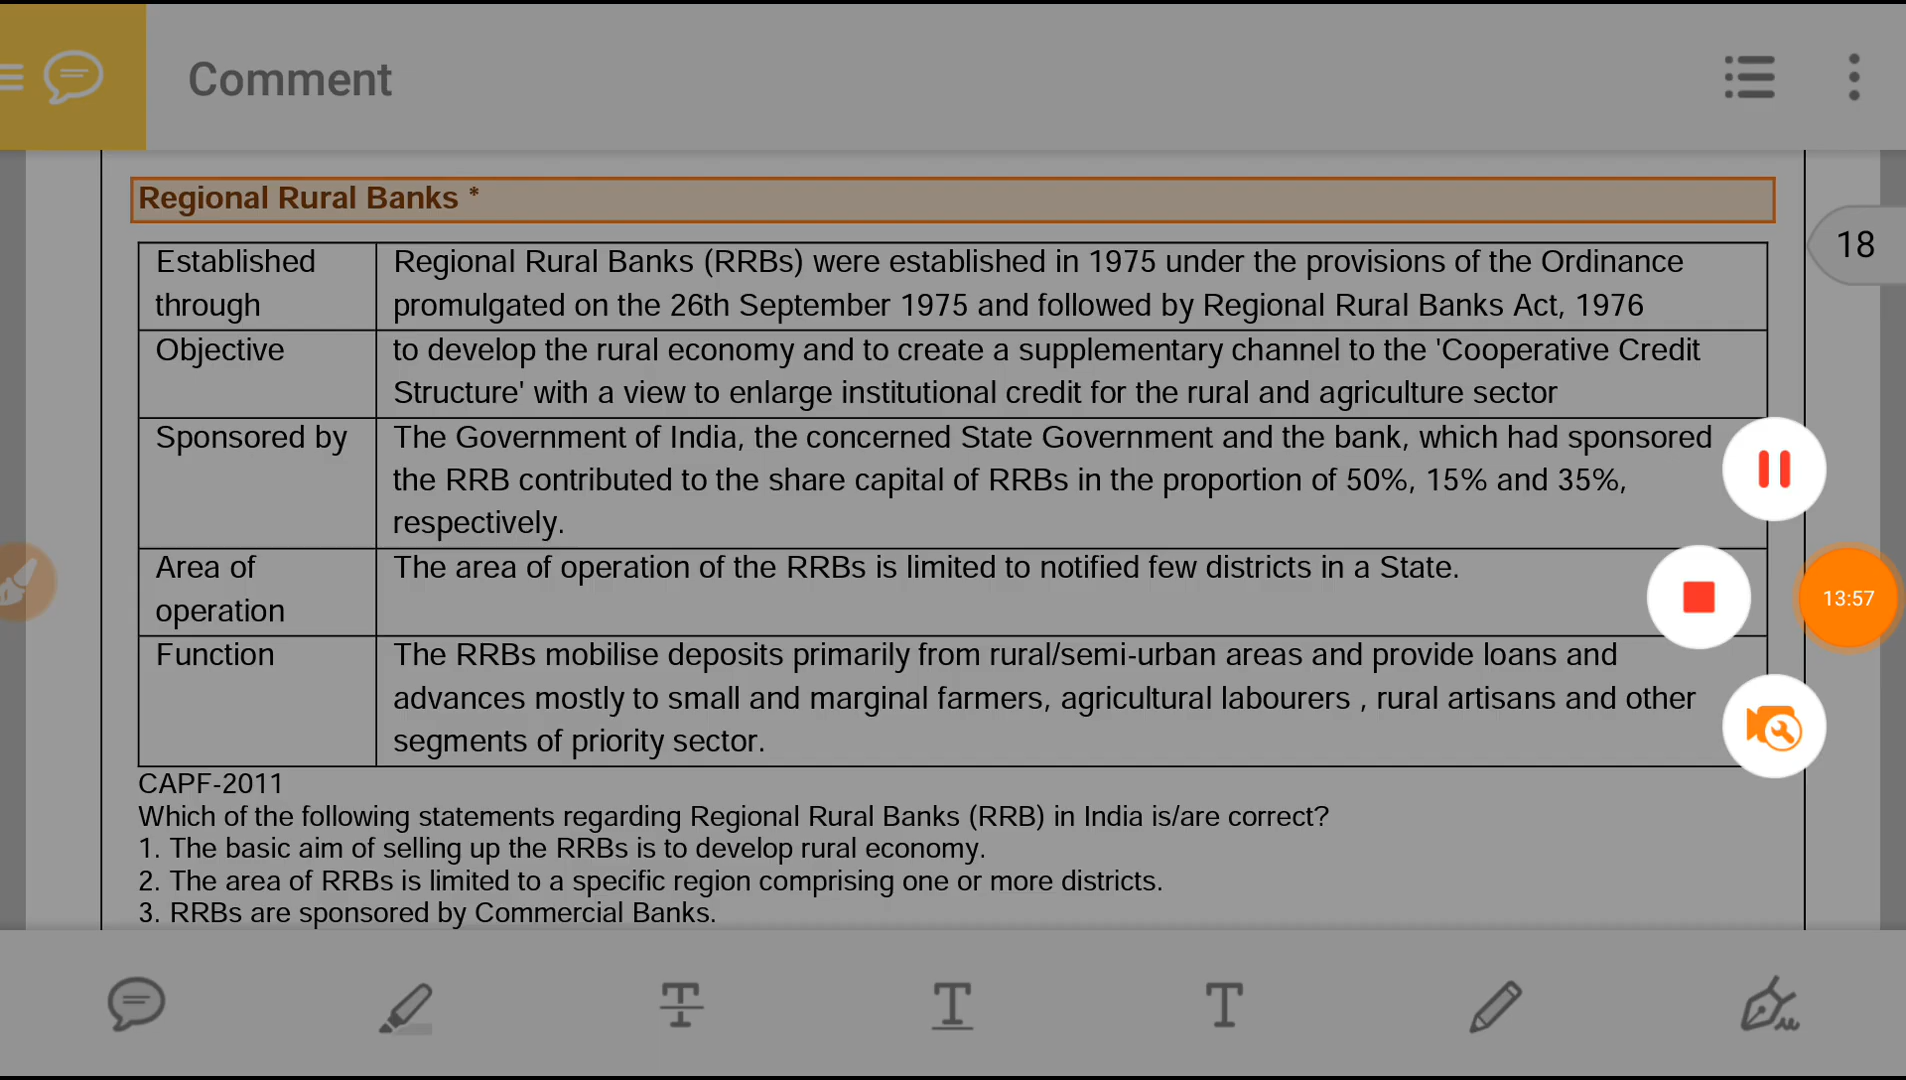 Comment
Regional Rural Banks *
18
Established through
Regional Rural Banks (RRBs) were established in 1975 under the provisions of the Ordinance
promulgated on the 26th September 1975 and followed by Regional Rural Banks Act, 1976
Objective
to develop the rural economy and to create a supplementary channel to the 'Cooperative Credit
Structure' with a view to enlarge institutional credit for the rural and agriculture sector
Sponsored by
The Government of India, the concerned State Government and the bank, which had sponsored
the RRB contributed to the share capital of RRBs in the proportion of 50%, 15% and 35%,
respectively.
Area of
operation
The area of operation of the RRBs is limited to notified few districts in a State.
13:57
Function
The RRBs mobilise deposits primarily from rural/semi-urban areas and provide loans and
advances mostly to small and marginal farmers, agricultural labourers , rural artisans and other
segments of priority sector.
CAPF-2011
Which of the following statements regarding Regional Rural Banks (RRB) in India is/are correct?
1. The basic aim of selling up the RRBs is to develop rural economy.
2. The area of RRBs is limited to a specific region comprising one or more districts.
3. RRBs are sponsored by Commercial Banks.